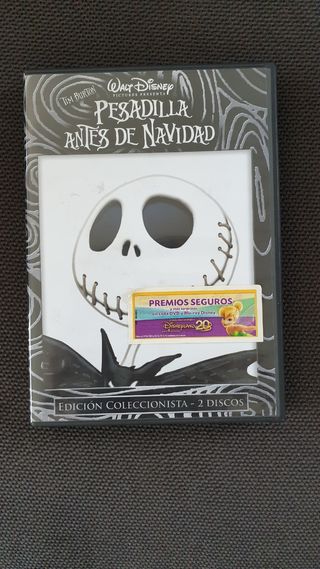 TIM BURTON
WALT DISNEY
PICTURES PRESENTA
PESADILLA
ANTES DE NAVIDAD
PREMIOS SEGUROS
DISNEYLAND 20
EDICIÓN COLECCIONISTA - 2 DISCOS